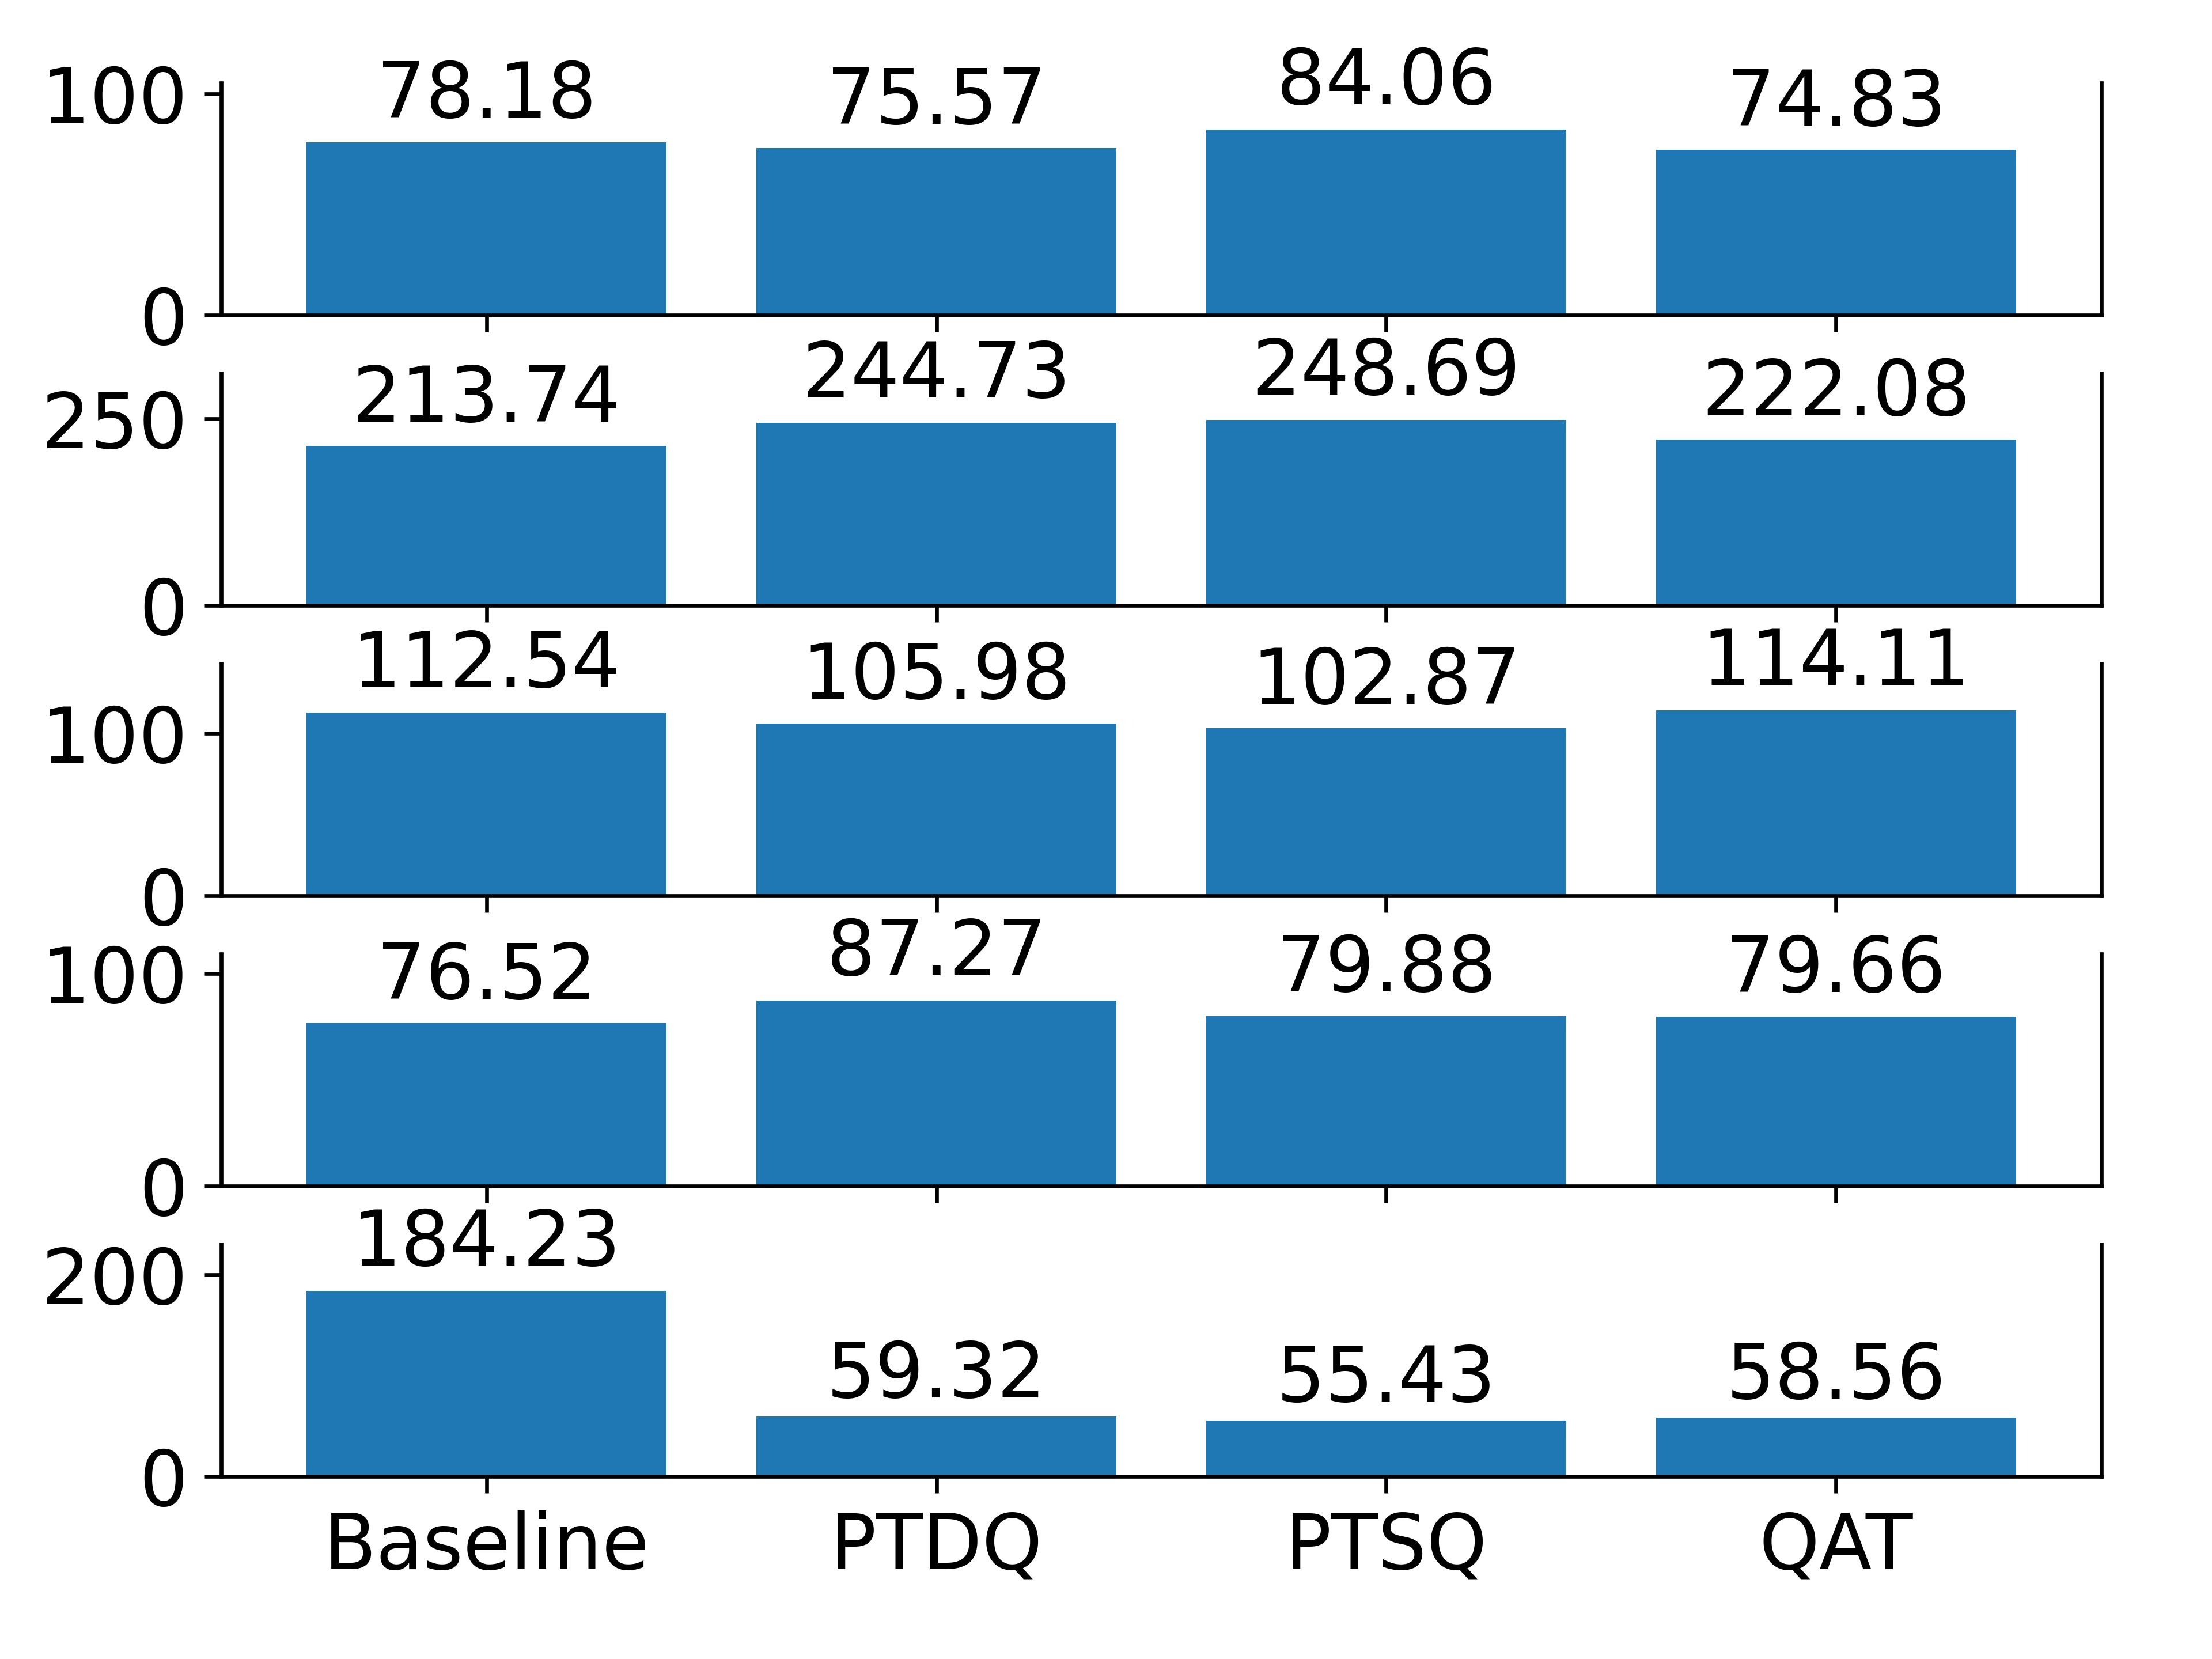 100 78.18 75.57 84.06 74.83
0
250 213.74 244.73 248.69 222.08
0
100 112.54 105.98 102.87 114.11
0
100 76.52 87.27 79.88 79.66
0
200 184.23 59.32 55.43 58.56
0
Baseline PTDQ PTSQ QAT